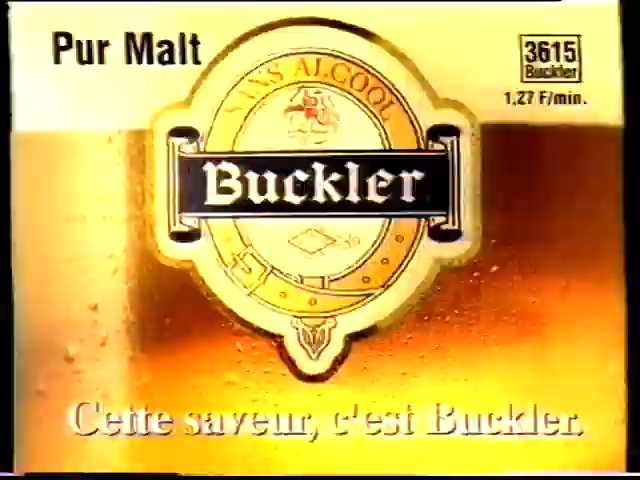 Pur Malt
3615
Buckler
1,27 F/min.
SANS ALCOOL
Buckler
Cette saveur, c'est Buckler.